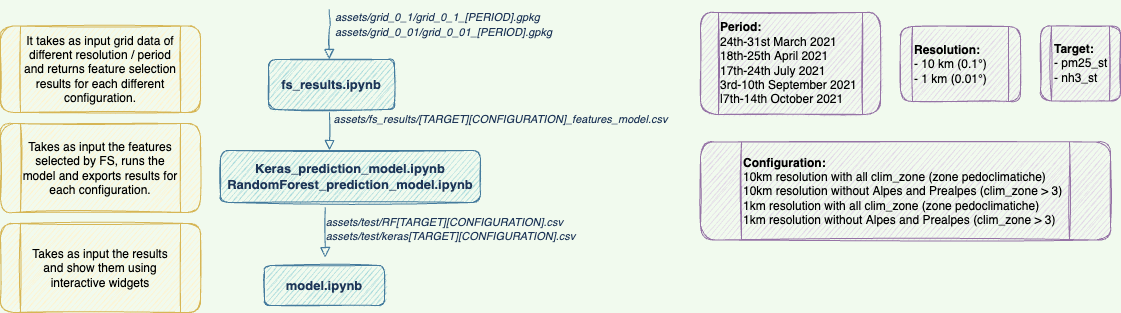 assets/grid_0_1/grid_0_1_[PERIOD].gpkg
assets/grid_0_01/grid_0_01_[PERIOD].gpkg
It takes as input grid data of
different resolution / period
and returns feature selection
results for each different
configuration.
fs_results.ipynb
assets/fs_results/[TARGET][CONFIGURATION]_features_model.csv
Takes as input the features
selected by FS, runs the
model and exports results for
each configuration.
Keras_prediction_model.ipynb
RandomForest_prediction_model.ipynb
assets/test/RF[TARGET][CONFIGURATION].csv
assets/test/keras[TARGET][CONFIGURATION].csv
Takes as input the results
and show them using
interactive widgets
model.ipynb
Period:
24th-31st March 2021
18th-25th April 2021
17th-24th July 2021
3rd-10th September 2021
I7th-14th October 2021
Resolution:
- 10 km (0.1°)
- 1 km (0.01°)
Target:
- pm25_st
- nh3_st
Configuration:
10km resolution with all clim_zone (zone pedoclimatiche)
10km resolution without Alpes and Prealpes (clim_zone > 3)
1km resolution with all clim_zone (zone pedoclimatiche)
1km resolution without Alpes and Prealpes (clim_zone > 3)